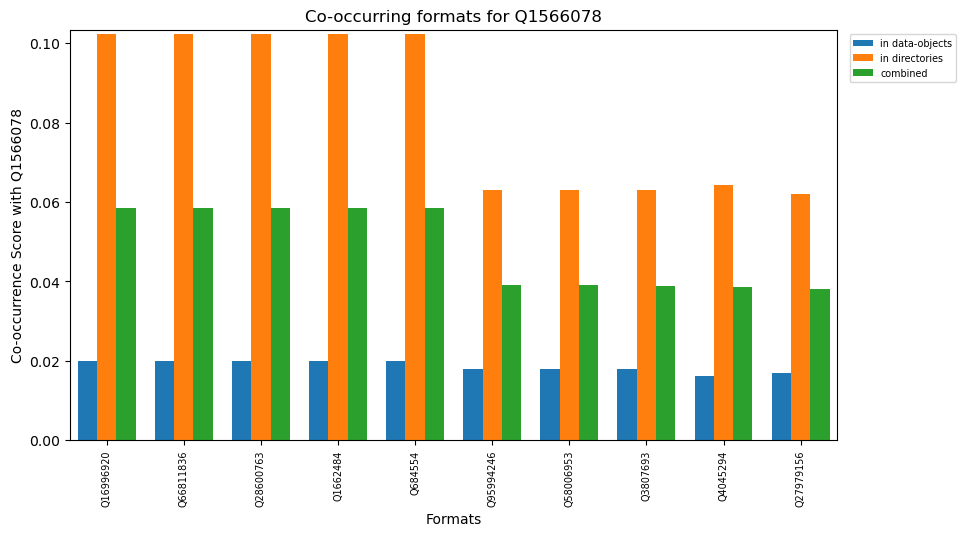 Co-occurring formats for Q1566078
in data-objects
in directories
combined
Co-occurrence Score with Q1566078
0.10
0.08
0.06
0.04
0.02
0.00
Q16996920
Q66811836
Q28600763
Q1662484
Q684554
Q95994246
Q58006953
Q3807693
Q4045294
Q27979156
Formats